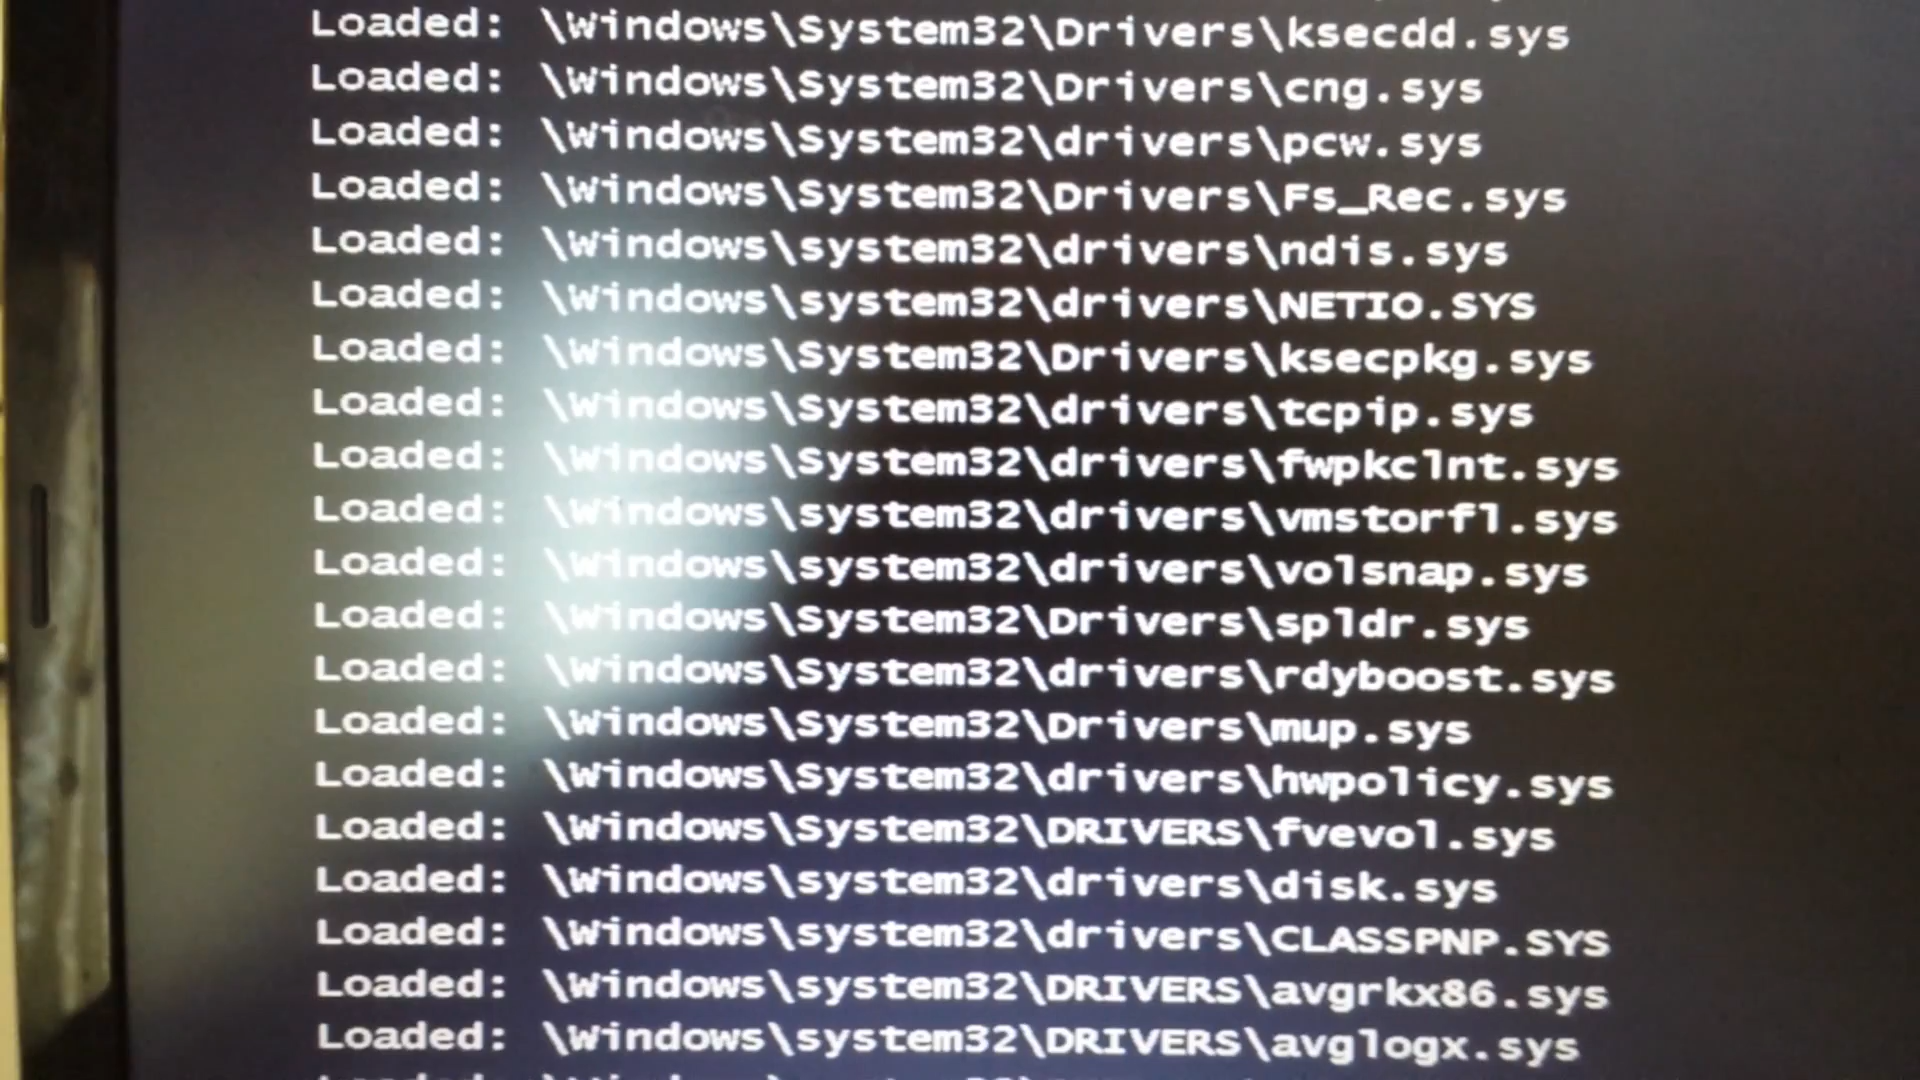 Loaded: \Windows\System32\Drivers\ksecdd.sys
Loaded: \Windows\System32\Drivers\cng.sys
Loaded: \Windows\System32\drivers\pcw.sys
Loaded: \Windows\System32\Drivers\Fs_Rec.sys
Loaded: \Windows\system32\drivers\ndis.sys
Loaded: \Windows\system32\drivers\NETIO.SYS
Loaded: \Windows\System32\Drivers\ksecpkg.sys
Loaded: \Windows\System32\drivers\tcpip.sys
Loaded: \Windows\System32\drivers\fwpkclnt.sys
Loaded: \Windows\system32\drivers\vmstorfl.sys
Loaded: \Windows\system32\drivers\volsnap.sys
Loaded: \Windows\System32\Drivers\spldr.sys
Loaded: \Windows\System32\drivers\rdyboost.sys
Loaded: \Windows\System32\Drivers\mup.sys
Loaded: \Windows\System32\drivers\hwpolicy.sys
Loaded: \Windows\System32\DRIVERS\fvevol.sys
Loaded: \Windows\system32\drivers\disk.sys
Loaded: \Windows\system32\drivers\CLASSPNP.SYS
Loaded: \Windows\system32\DRIVERS\avgrkx86.sys
Loaded: \Windows\system32\DRIVERS\avglogx.sys